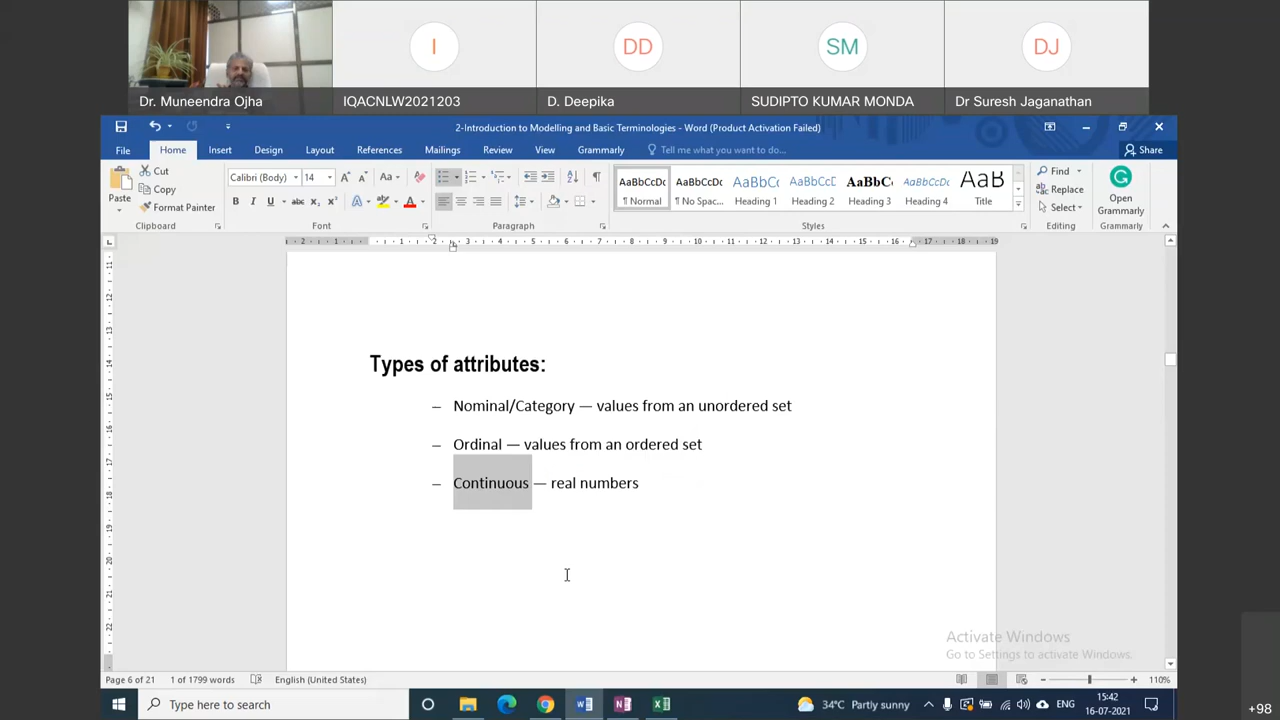 I
DD
SM
DJ
Dr. Muneendra Ojha
IQACNLW2021203
D. Deepika
SUDIPTO KUMAR MONDA
Dr Suresh Jaganathan
2-Introduction to Modelling and Basic Terminologies - Word (Product Activation Failed)
File Home Insert Design Layout References Mailings Review View Grammarly Tell me what you want to do... Share
Paste
Cut
Copy
Format Painter
Calibri (Body) 14
AaBbCcDc
¶ Normal
AaBbCcDc
¶ No Spac...
AaBbCc
Heading 1
AaBbCcD
Heading 2
AaBbC
Heading 3
AaBbCcD
Heading 4
AaB
Title
Find
Replace
Select
Open
Grammarly
Clipboard Font Paragraph Styles Editing Grammarly
Types of attributes:
– Nominal/Category — values from an unordered set
– Ordinal — values from an ordered set
– Continuous — real numbers
Activate Windows
Go to Settings to activate Windows.
Page 6 of 21 1 of 1799 words English (United States) 110%
Type here to search
34°C Partly sunny
ENG
15:42
16-07-2021
+98